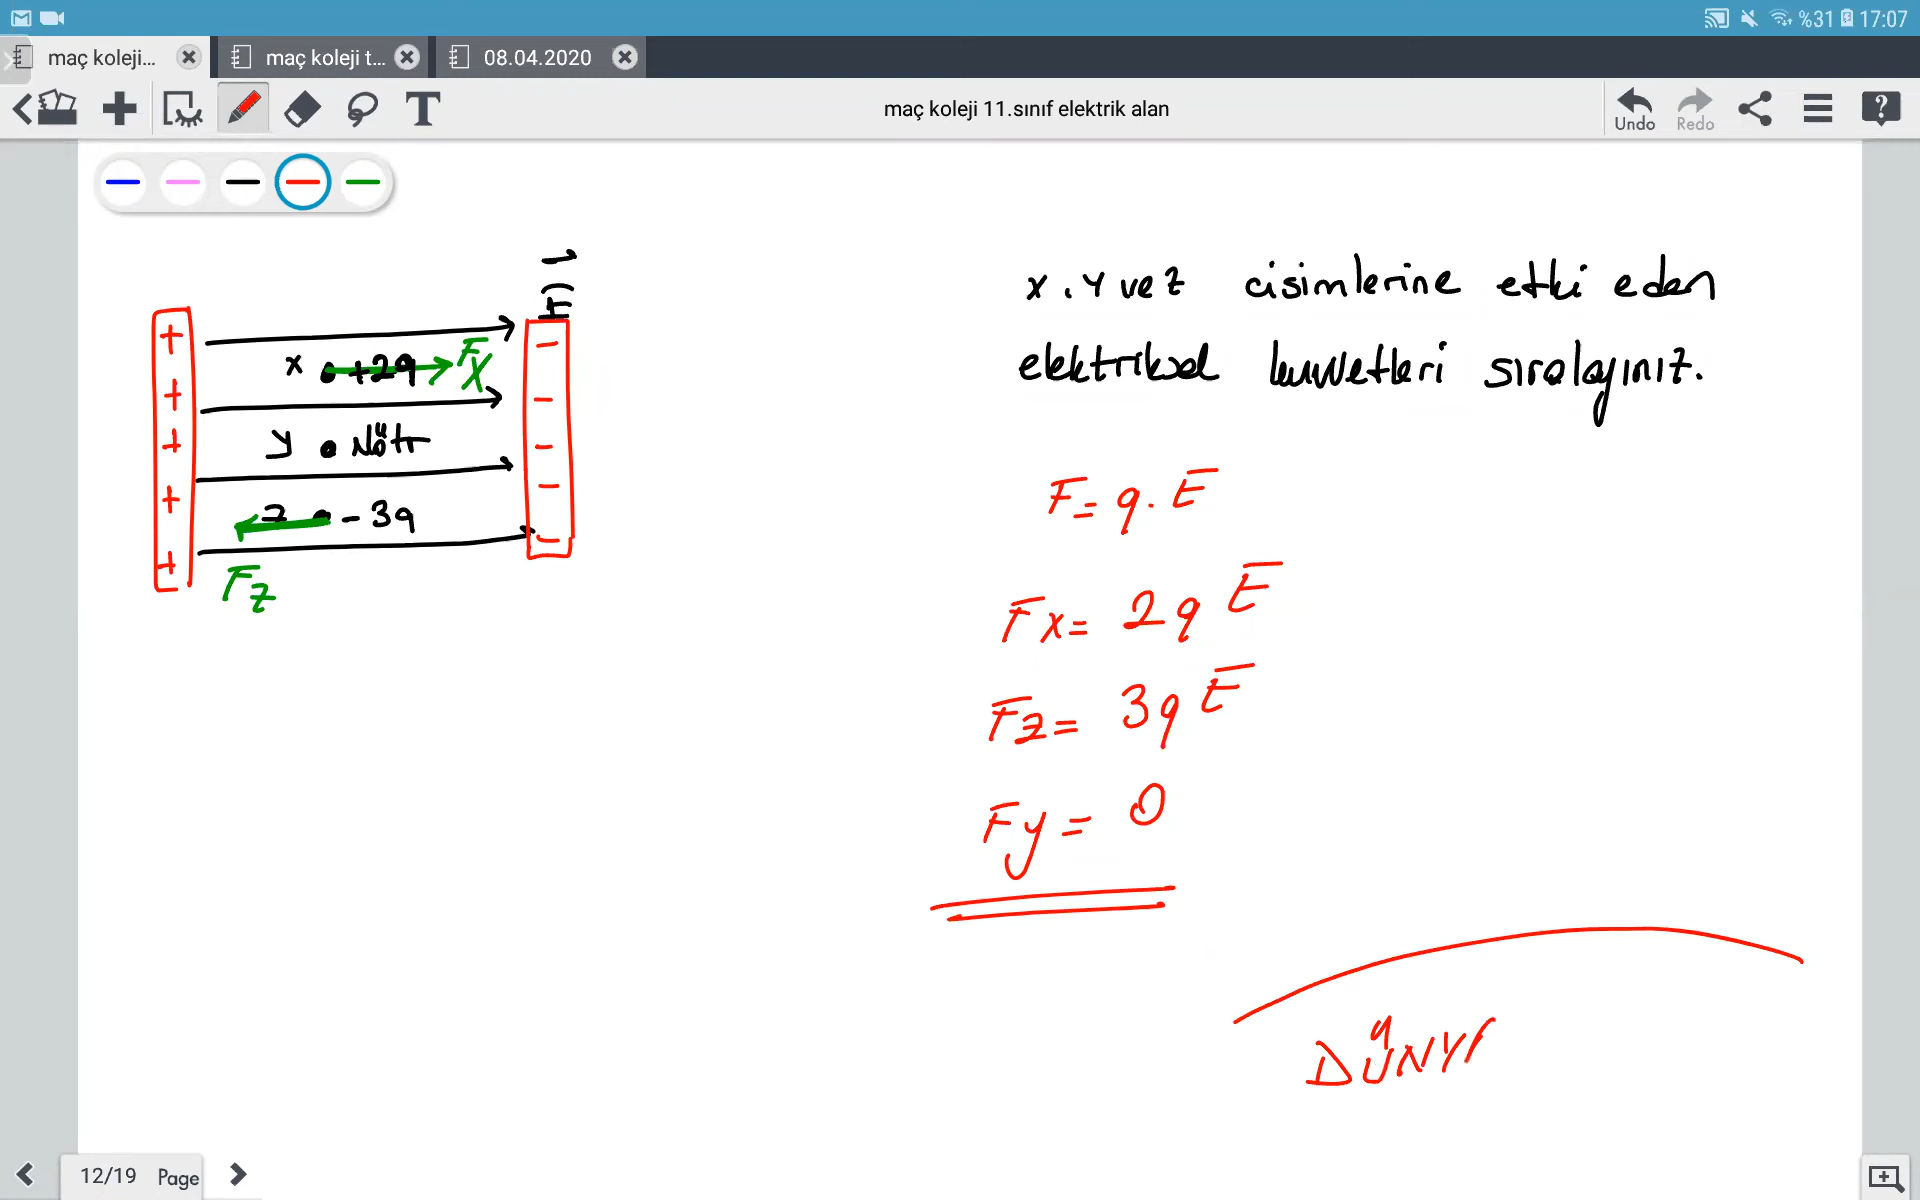 %31 17:07
maç koleji...
maç koleji t...
08.04.2020
T
maç koleji 11.sınıf elektrik alan
Undo
Redo
x, y ve z cisimlerine etki eden
elektriksel kuvvetleri sıralayınız.
E
+ + + + +
- - - - -
x +2q Fx
y Nötr
z -3q
Fz
F = q . E
Fx = 2q E
Fz = 3q E
Fy = 0
DÜNY
12/19 Page